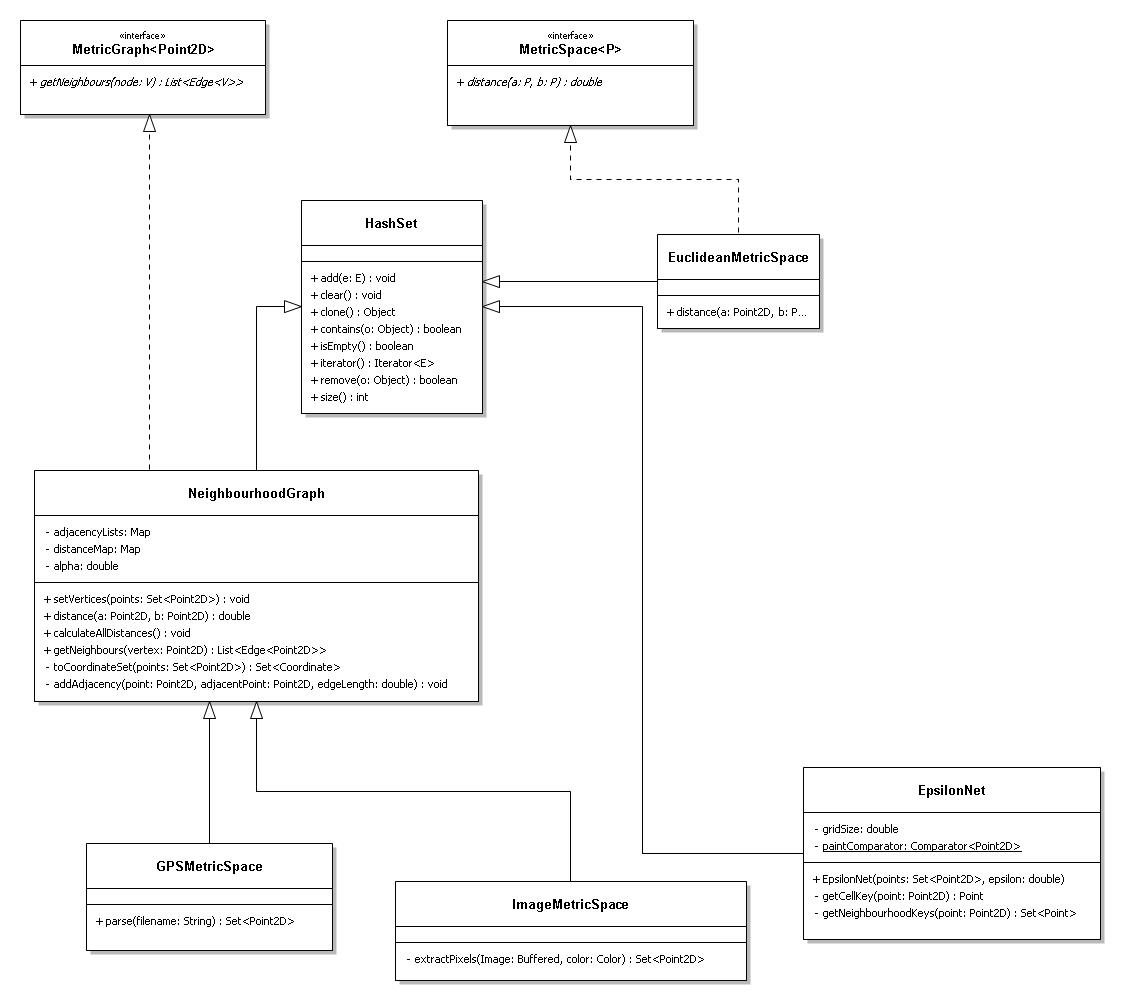 «interface»
MetricGraph<Point2D>
+ getNeighbours(node: V) : List<Edge<V>>
«interface»
MetricSpace<P>
+ distance(a: P, b: P) : double
HashSet
+ add(e: E) : void
+ clear() : void
+ clone() : Object
+ contains(o: Object) : boolean
+ isEmpty() : boolean
+ iterator() : Iterator<E>
+ remove(o: Object) : boolean
+ size() : int
EuclideanMetricSpace
+ distance(a: Point2D, b: P...
NeighbourhoodGraph
- adjacencyLists: Map
- distanceMap: Map
- alpha: double
+ setVertices(points: Set<Point2D>) : void
+ distance(a: Point2D, b: Point2D) : double
+ calculateAllDistances() : void
+ getNeighbours(vertex: Point2D) : List<Edge<Point2D>>
- toCoordinateSet(points: Set<Point2D>) : Set<Coordinate>
- addAdjacency(point: Point2D, adjacentPoint: Point2D, edgeLength: double) : void
GPSMetricSpace
+ parse(filename: String) : Set<Point2D>
ImageMetricSpace
- extractPixels(Image: Buffered, color: Color) : Set<Point2D>
EpsilonNet
- gridSize: double
- paintComparator: Comparator<Point2D>
+ EpsilonNet(points: Set<Point2D>, epsilon: double)
- getCellKey(point: Point2D) : Point
- getNeighbourhoodKeys(point: Point2D) : Set<Point>